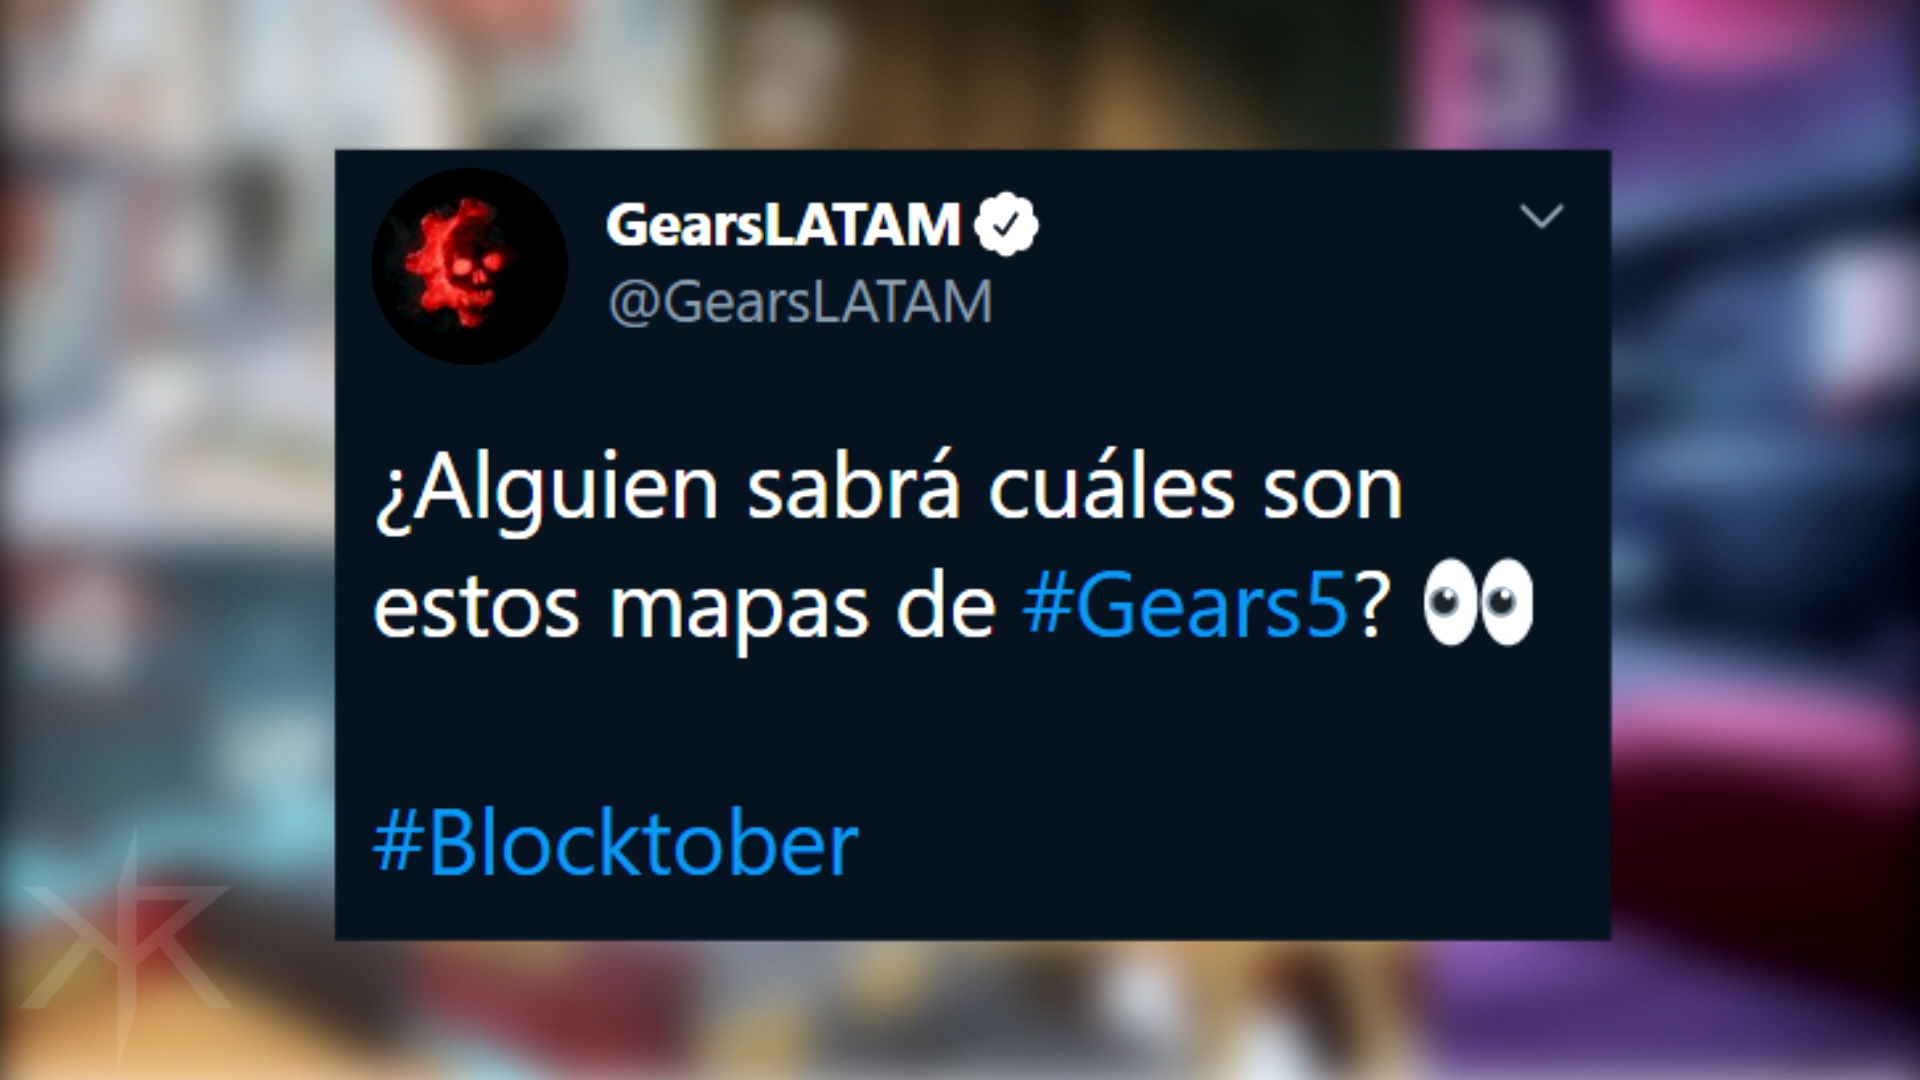 GearsLATAM
@GearsLATAM
¿Alguien sabrá cuáles son
estos mapas de #Gears5? 👀
#Blocktober